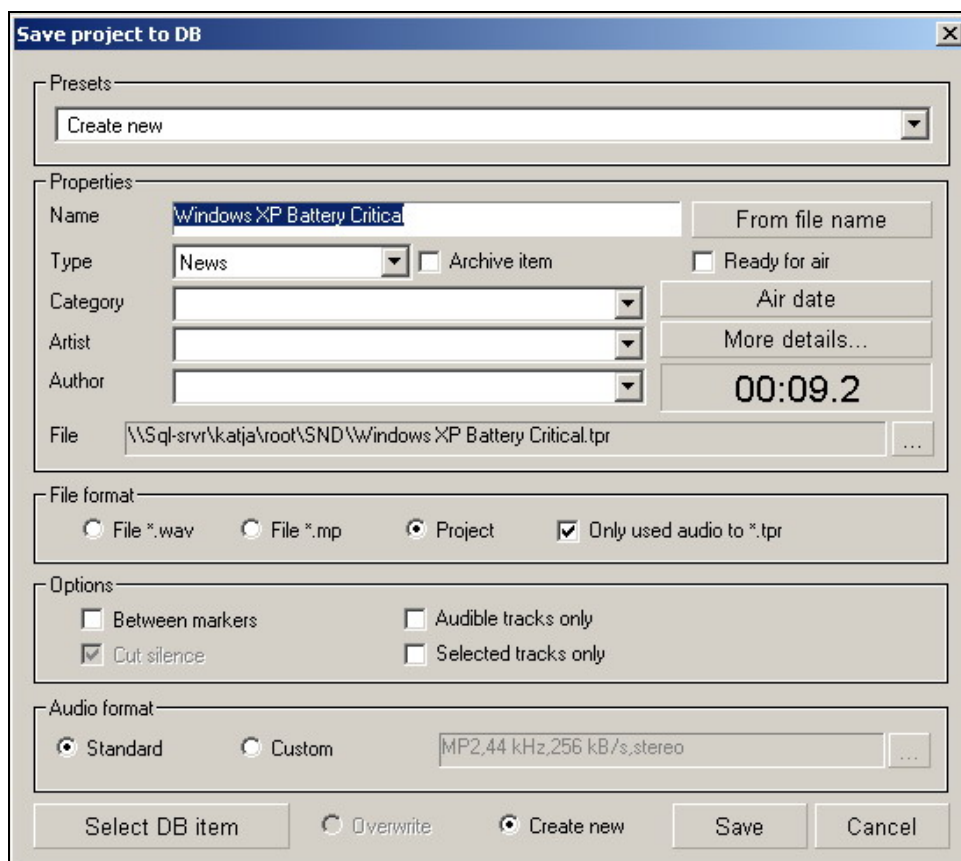 Save project to DB
Presets
Create new
Properties
Name Windows XP Battery Critical From file name
Type News Archive item Ready for air
Category Air date
Artist More details...
Author 00:09.2
File \\Sql-srvr\katja\root\SND\Windows XP Battery Critical.tpr ...
File format
File *.wav File *.mp Project Only used audio to *.tpr
Options
Between markers Audible tracks only
Cut silence Selected tracks only
Audio format
Standard Custom MP2,44 kHz,256 kB/s,stereo ...
Select DB item Overwrite Create new Save Cancel